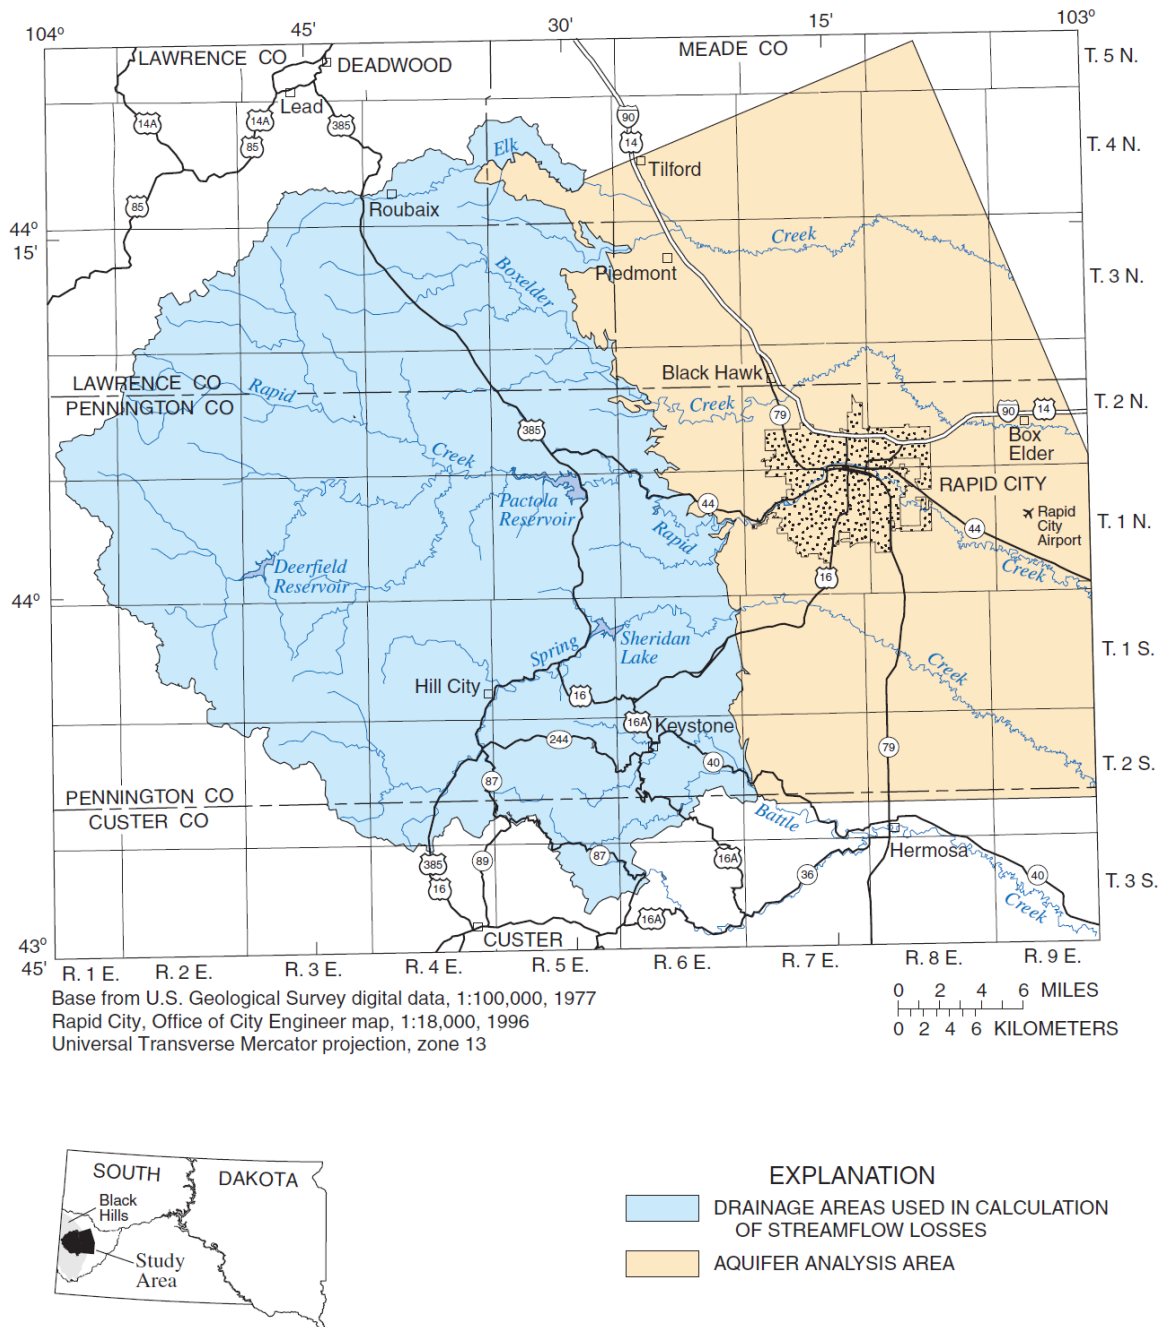 104° 45' 30' 15' 103°
LAWRENCE CO
MEADE CO
T. 5 N.
DEADWOOD
Lead
90
14A
14A
385
14
85
Elk
T. 4 N.
Tilford
85
Roubaix
44°
15'
Creek
Piedmont
Boxelder
T. 3 N.
LAWRENCE CO
PENNINGTON CO
Rapid
Black Hawk
Creek
79
90
14
T. 2 N.
385
Box
Elder
Creek
RAPID CITY
Pactola
Reservoir
44
Rapid
Rapid
City
Airport
T. 1 N.
44
Creek
Deerfield
Reservoir
16
44°
Spring
Sheridan
Lake
Creek
T. 1 S.
Hill City
16
16A
Keystone
244
79
40
T. 2 S.
87
PENNINGTON CO
CUSTER CO
Battle
Hermosa
385
89
87
16A
36
40
T. 3 S.
16
Creek
16A
CUSTER
43°
45'
R. 1 E. R. 2 E. R. 3 E. R. 4 E. R. 5 E. R. 6 E. R. 7 E. R. 8 E. R. 9 E.
Base from U.S. Geological Survey digital data, 1:100,000, 1977
Rapid City, Office of City Engineer map, 1:18,000, 1996
Universal Transverse Mercator projection, zone 13
0 2 4 6 MILES
0 2 4 6 KILOMETERS
SOUTH DAKOTA
Black
Hills
Study
Area
EXPLANATION
DRAINAGE AREAS USED IN CALCULATION
OF STREAMFLOW LOSSES
AQUIFER ANALYSIS AREA